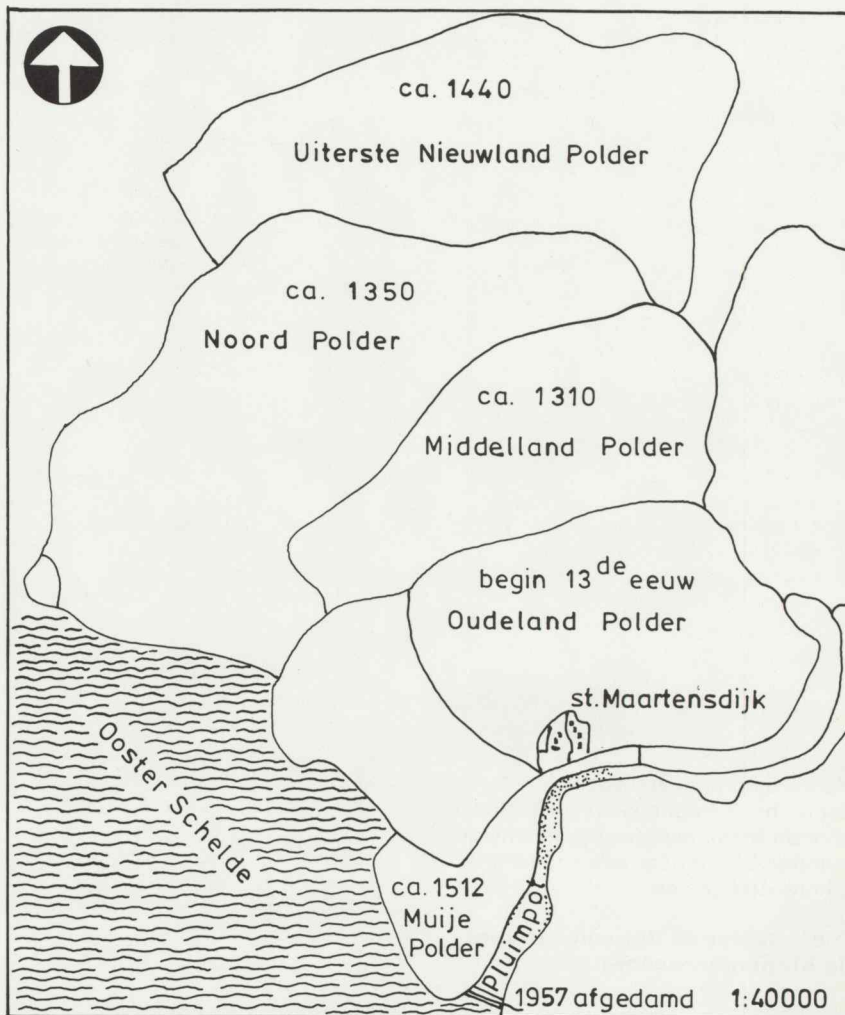 ca. 1440
Uiterste Nieuwland Polder
ca. 1350
Noord Polder
ca. 1310
Middelland Polder
begin 13de eeuw
Oudeland Polder
st. Maartensdijk
Ooster Schelde
ca. 1512
Muije
Polder
Pluimpot
1957 afgedamd 1:40000